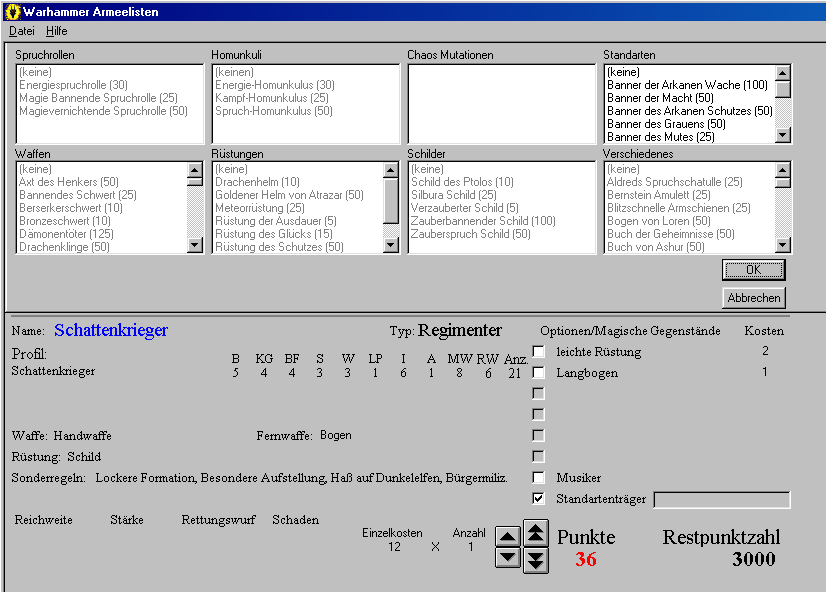 Warhammer Armeelisten
Datei Hilfe
Spruchrollen
(keine)
Energiespruchrolle (30)
Magie Bannende Spruchrolle (25)
Magievernichtende Spruchrolle (50)
Homunkuli
(keinen)
Energie-Homunkulus (30)
Kampf-Homunkulus (25)
Spruch-Homunkulus (50)
Chaos Mutationen
Standarten
(keine)
Banner der Arkanen Wache (100)
Banner der Macht (50)
Banner des Arkanen Schutzes (50)
Banner des Grauens (50)
Banner des Mutes (25)
Waffen
(keine)
Axt des Henkers (50)
Bannendes Schwert (25)
Berserkerschwert (10)
Bronzeschwert (10)
Dämonentöter (125)
Drachenklinge (50)
Rüstungen
(keine)
Drachenhelm (10)
Goldener Helm von Atrazar (50)
Meteorrüstung (25)
Rüstung der Ausdauer (5)
Rüstung des Glücks (15)
Rüstung des Schutzes (50)
Schilder
(keine)
Schild des Ptolos (10)
Silbura Schild (25)
Verzauberter Schild (5)
Zauberbannender Schild (100)
Zauberspruch Schild (50)
Verschiedenes
(keine)
Aldreds Spruchschatulle (25)
Bernstein Amulett (25)
Blitzschnelle Armschienen (25)
Bogen von Loren (50)
Buch der Geheimnisse (50)
Buch von Ashur (50)
OK
Abbrechen
Name: Schattenkrieger Typ: Regimenter Optionen/Magische Gegenstände Kosten
Profil: B KG BF S W LP I A MW RW Anz. leichte Rüstung 2
Schattenkrieger 5 4 4 3 3 1 6 1 8 6 21 Langbogen 1
Waffe: Handwaffe Fernwaffe: Bogen
Rüstung: Schild
Sonderregeln: Lockere Formation, Besondere Aufstellung, Haß auf Dunkelelfen, Bürgermiliz. Musiker
Standartenträger
Reichweite Stärke Rettungswurf Schaden
Einzelkosten Anzahl Punkte Restpunktzahl
12 X 1 36 3000